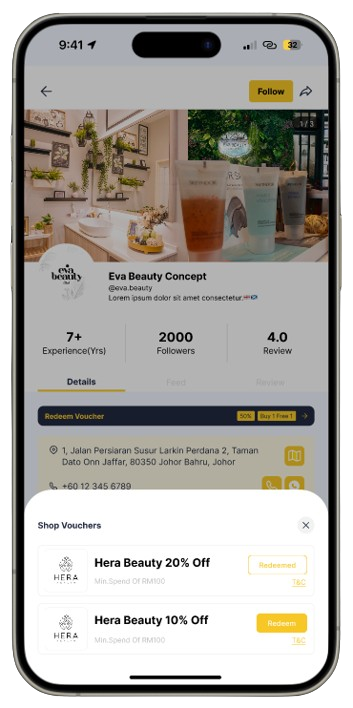 9:41
32
Follow
1/3
Eva Beauty Concept
eva
beauty
@eva.beauty
Lorem ipsum dolor sit amet consectetur.
7+
2000
4.0
Experience(Yrs)
Followers
Review
Details
Feed
Review
Redeem Voucher
50%
Buy 1 Free 1
1, Jalan Persiaran Susur Larkin Perdana 2, Taman
Dato Onn Jaffar, 80350 Johor Bahru, Johor
+60 12 345 6789
Shop Vouchers
Hera Beauty 20% Off
Redeemed
HERA
Min.Spend Of RM100
T&C
Hera Beauty 10% Off
Redeem
HERA
Min.Spend Of RM100
T&C